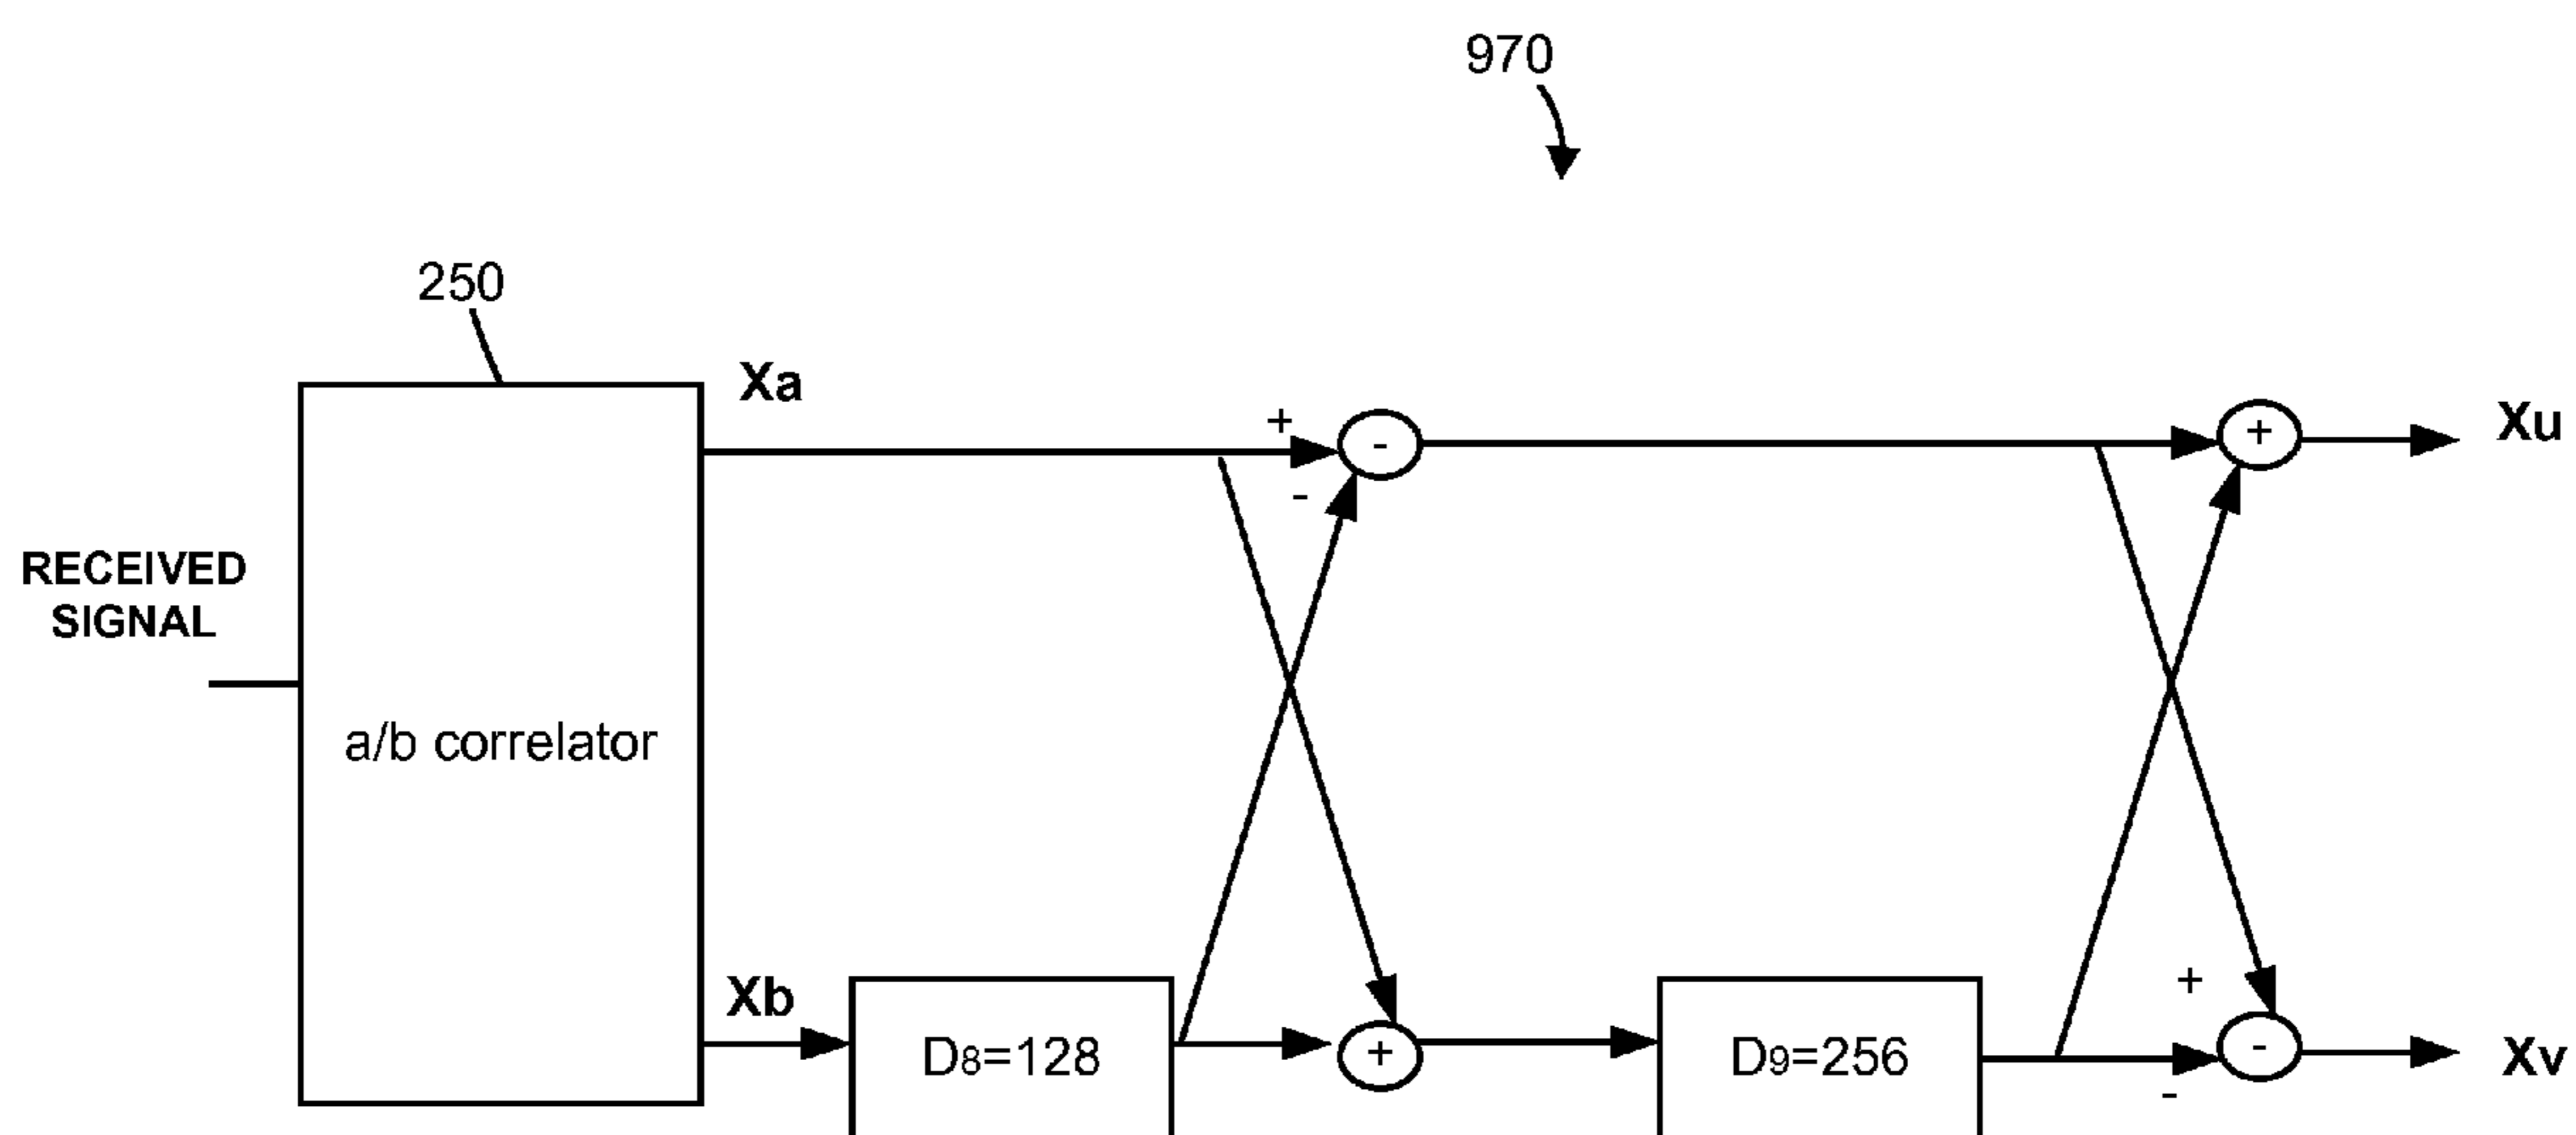 970
250
Xa
+
-
-
+
Xu
RECEIVED
SIGNAL
a/b correlator
Xb
D8=128
+
D9=256
+
-
-
Xv